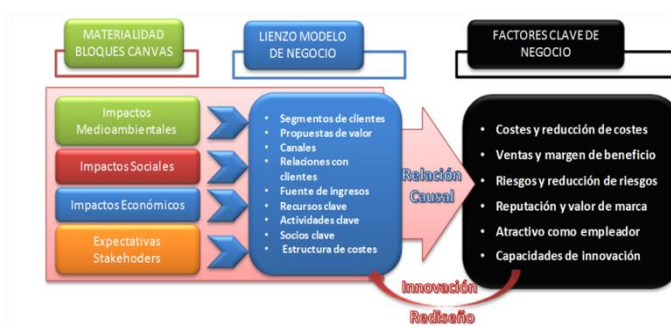 MATERIALIDAD
BLOQUES CANVAS
LIENZO MODELO
DE NEGOCIO
FACTORES CLAVE DE
NEGOCIO
Impactos
Medioambientales
Impactos Sociales
Impactos Económicos
Expectativas
Stakehoders
• Segmentos de clientes
• Propuestas de valor
• Canales
• Relaciones con
clientes
• Fuente de ingresos
• Recursos clave
• Actividades clave
• Socios clave
• Estructura de costes
Relación
Causal
• Costes y reducción de costes
• Ventas y margen de beneficio
• Riesgos y reducción de riesgos
• Reputación y valor de marca
• Atractivo como empleador
• Capacidades de innovación
Innovación
Rediseño